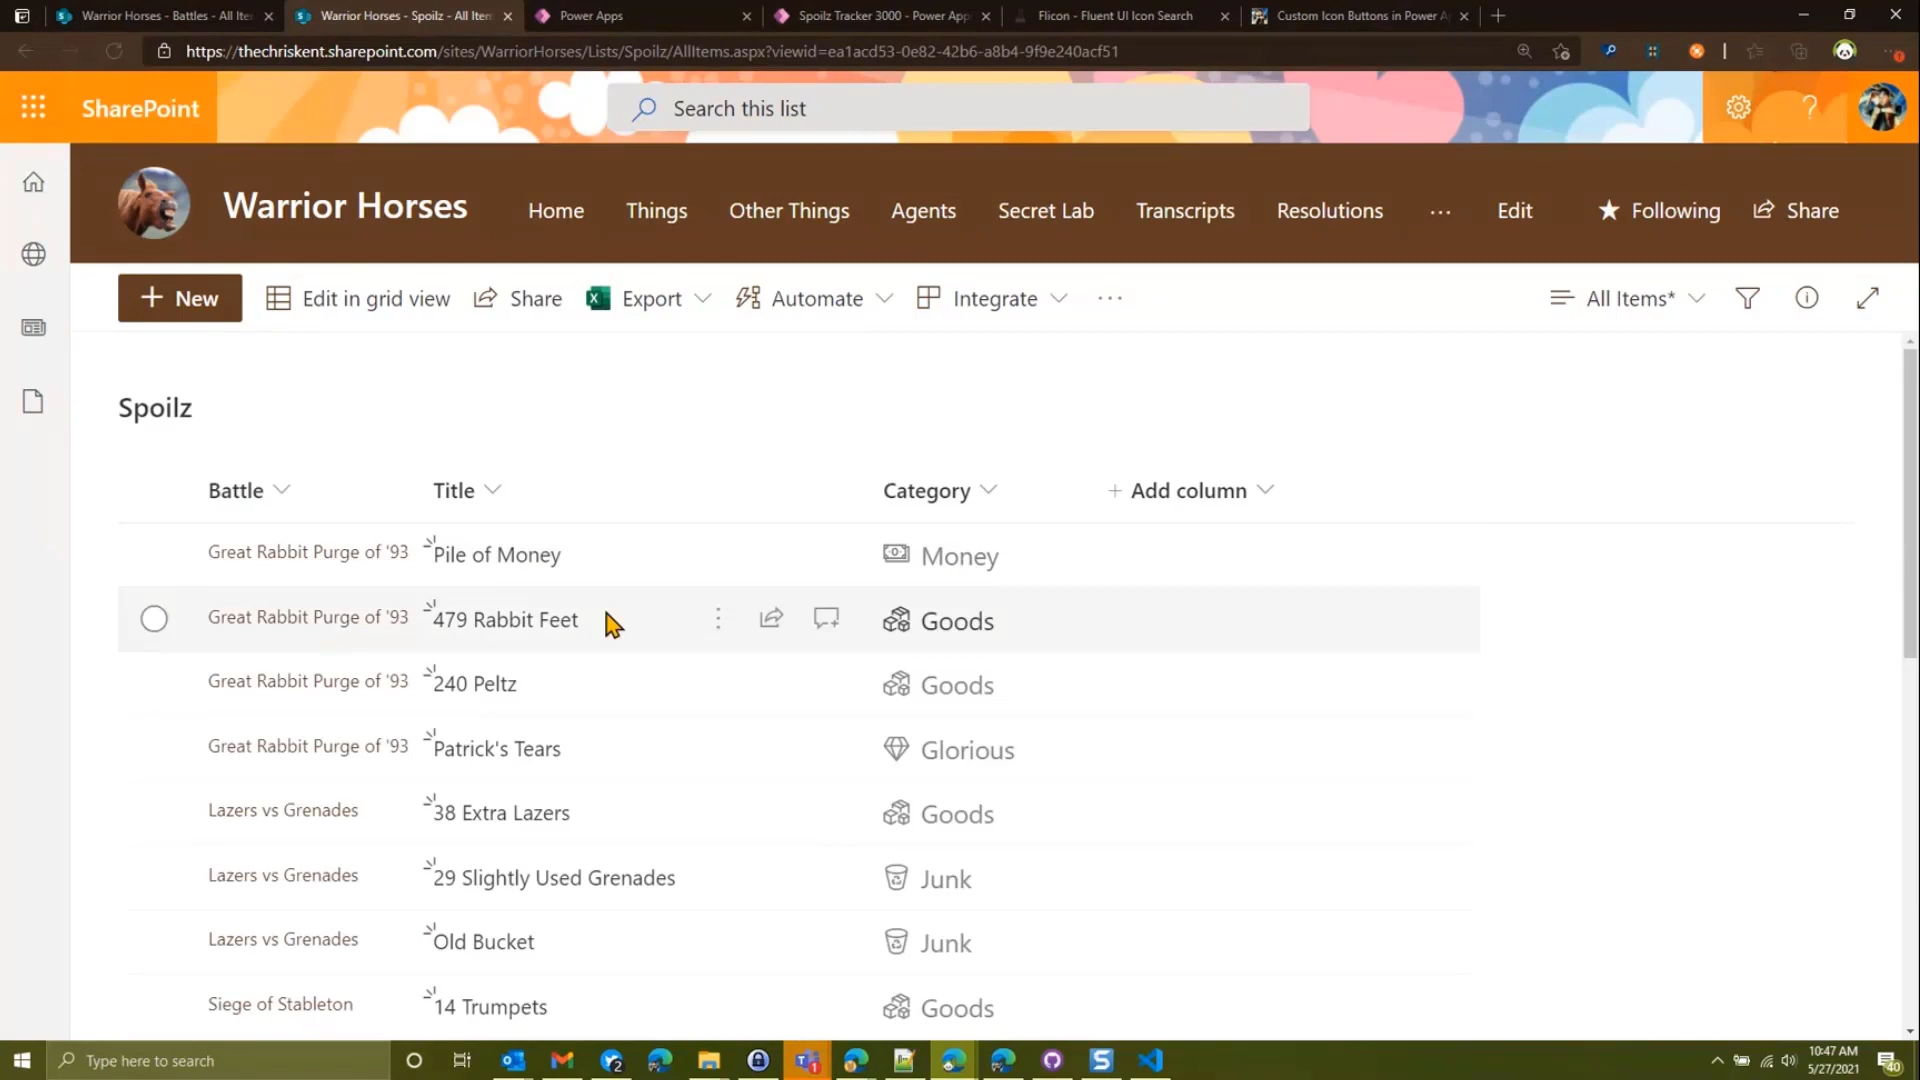 Warrior Horses - Battles - All Ite
Warrior Horses - Spoilz - All Item
Power Apps
Spoilz Tracker 3000 - Power App
Flicon - Fluent UI Icon Search
Custom Icon Buttons in Power A
https://thechriskent.sharepoint.com/sites/WarriorHorses/Lists/Spoilz/AllItems.aspx?viewid=ea1acd53-0e82-42b6-a8b4-9f9e240acf51
SharePoint
Search this list
Warrior Horses
Home Things Other Things Agents Secret Lab Transcripts Resolutions ... Edit Following Share
+ New Edit in grid view Share Export Automate Integrate ... All Items*
Spoilz
Battle Title Category + Add column
Great Rabbit Purge of '93 Pile of Money Money
Great Rabbit Purge of '93 479 Rabbit Feet Goods
Great Rabbit Purge of '93 240 Peltz Goods
Great Rabbit Purge of '93 Patrick's Tears Glorious
Lazers vs Grenades 38 Extra Lazers Goods
Lazers vs Grenades 29 Slightly Used Grenades Junk
Lazers vs Grenades Old Bucket Junk
Siege of Stableton 14 Trumpets Goods
Type here to search
2
1
10:47 AM
5/27/2021
40